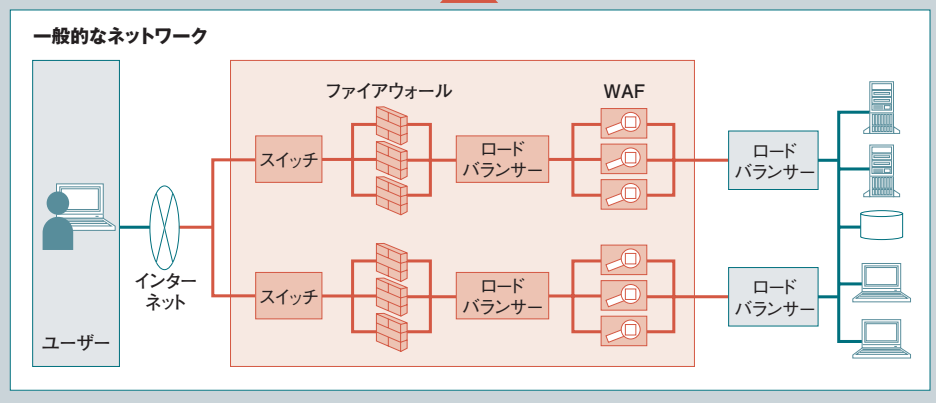 一般的なネットワーク
ファイアウォール
WAF
スイッチ
ロード
バランサー
ロード
バランサー
インター
ネット
スイッチ
ロード
バランサー
ロード
バランサー
ユーザー